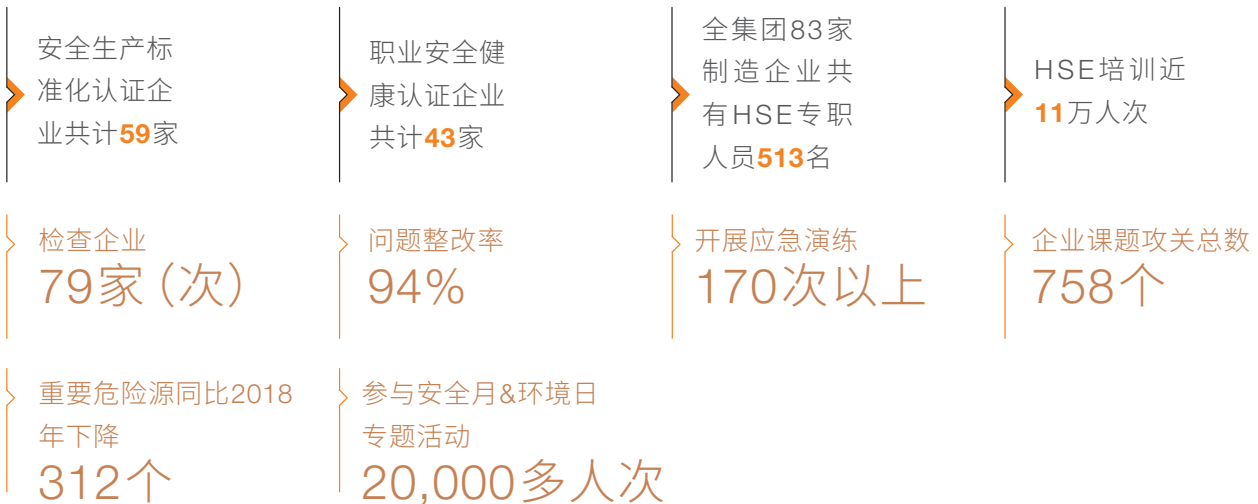 安全生产标
准化认证企
业共计59家
职业安全健
康认证企业
共计43家
全集团83家
制造企业共
有HSE专职
人员513名
HSE培训近
11万人次
检查企业
79家（次）
问题整改率
94%
开展应急演练
170次以上
企业课题攻关总数
758个
重要危险源同比2018
年下降
312个
参与安全月&环境日
专题活动
20,000多人次